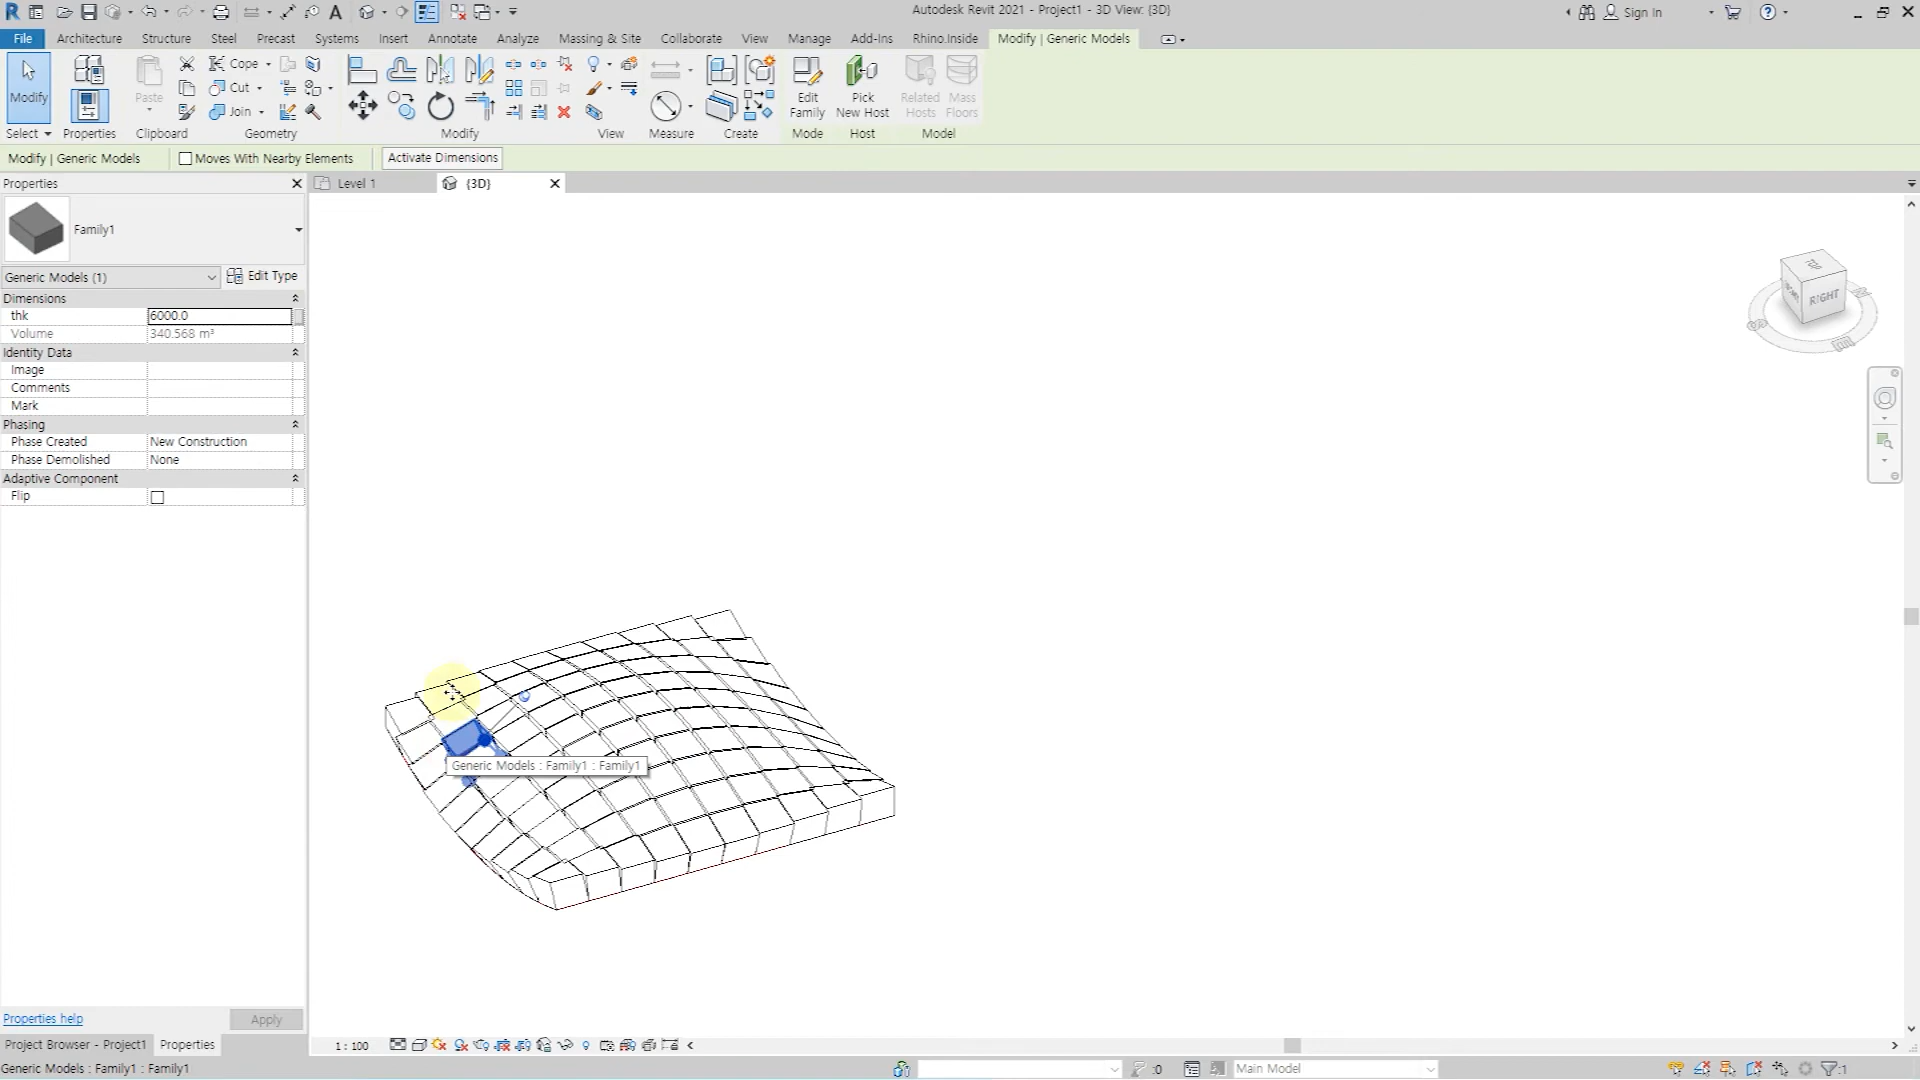 Autodesk Revit 2021 - Project1 - 3D View: {3D}
Sign In
File Architecture Structure Steel Precast Systems Insert Annotate Analyze Massing & Site Collaborate View Manage Add-Ins Rhino.Inside Modify | Generic Models
Modify
Paste
Cope
Cut
Join
Edit Family
Pick New Host
Related Hosts
Mass Floors
Select Properties Clipboard Geometry Modify View Measure Create Mode Host Model
Modify | Generic Models Moves With Nearby Elements Activate Dimensions
Properties
Level 1
{3D}
Family1
Generic Models (1) Edit Type
Dimensions
thk 6000.0
Volume 340.568 m³
Identity Data
Image
Comments
Mark
Phasing
Phase Created New Construction
Phase Demolished None
Adaptive Component
Flip
TOP
RIGHT
Generic Models : Family1 : Family1
Properties help Apply
Project Browser - Project1 Properties
1 : 100
Generic Models : Family1 : Family1
:0
Main Model
:1